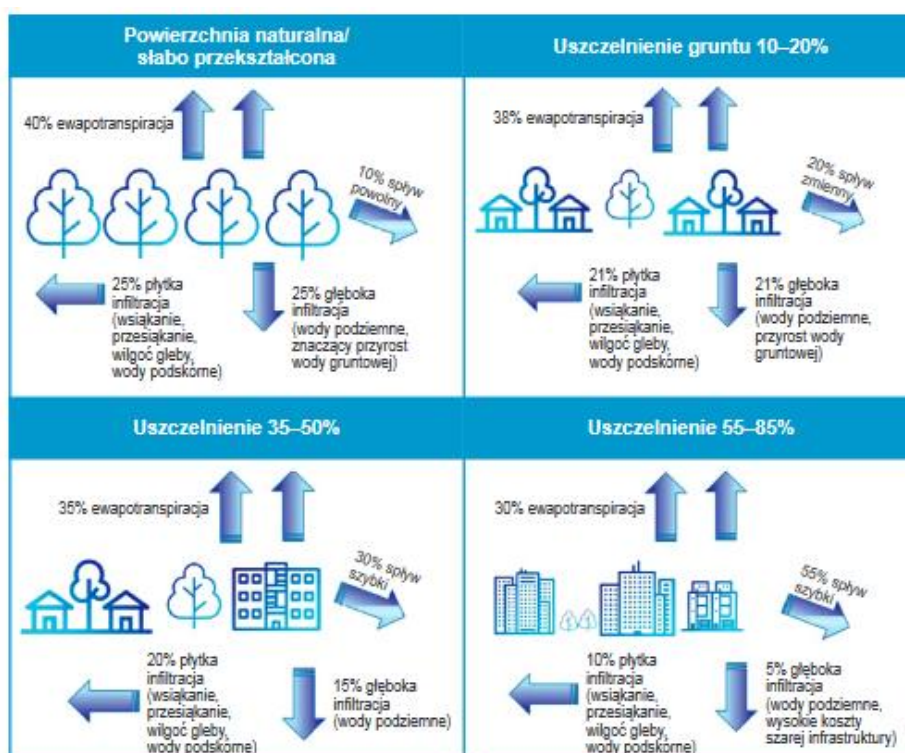 Powierzchnia naturalna/
słabo przekształcona
40% ewapotranspiracja
10% spływ
powolny
25% płytka
infiltracja
(wsiąkanie,
przesiąkanie,
wilgoć gleby,
wody podskórne)
25% głęboka
infiltracja
(wody podziemne,
znaczący przyrost
wody gruntowej)
Uszczelnienie gruntu 10–20%
38% ewapotranspiracja
20% spływ
zmienny
21% płytka
infiltracja
(wsiąkanie,
przesiąkanie,
wilgoć gleby,
wody podskórne)
21% głęboka
infiltracja
(wody podziemne,
przyrost wody
gruntowej)
Uszczelnienie 35–50%
35% ewapotranspiracja
30% spływ
szybki
20% płytka
infiltracja
(wsiąkanie,
przesiąkanie,
wilgoć gleby,
wody podskórne)
15% głęboka
infiltracja
(wody podziemne)
Uszczelnienie 55–85%
30% ewapotranspiracja
55% spływ
szybki
10% płytka
infiltracja
(wsiąkanie,
przesiąkanie,
wilgoć gleby,
wody podskórne)
5% głęboka
infiltracja
(wody podziemne,
wysokie koszty
szarej infrastruktury)